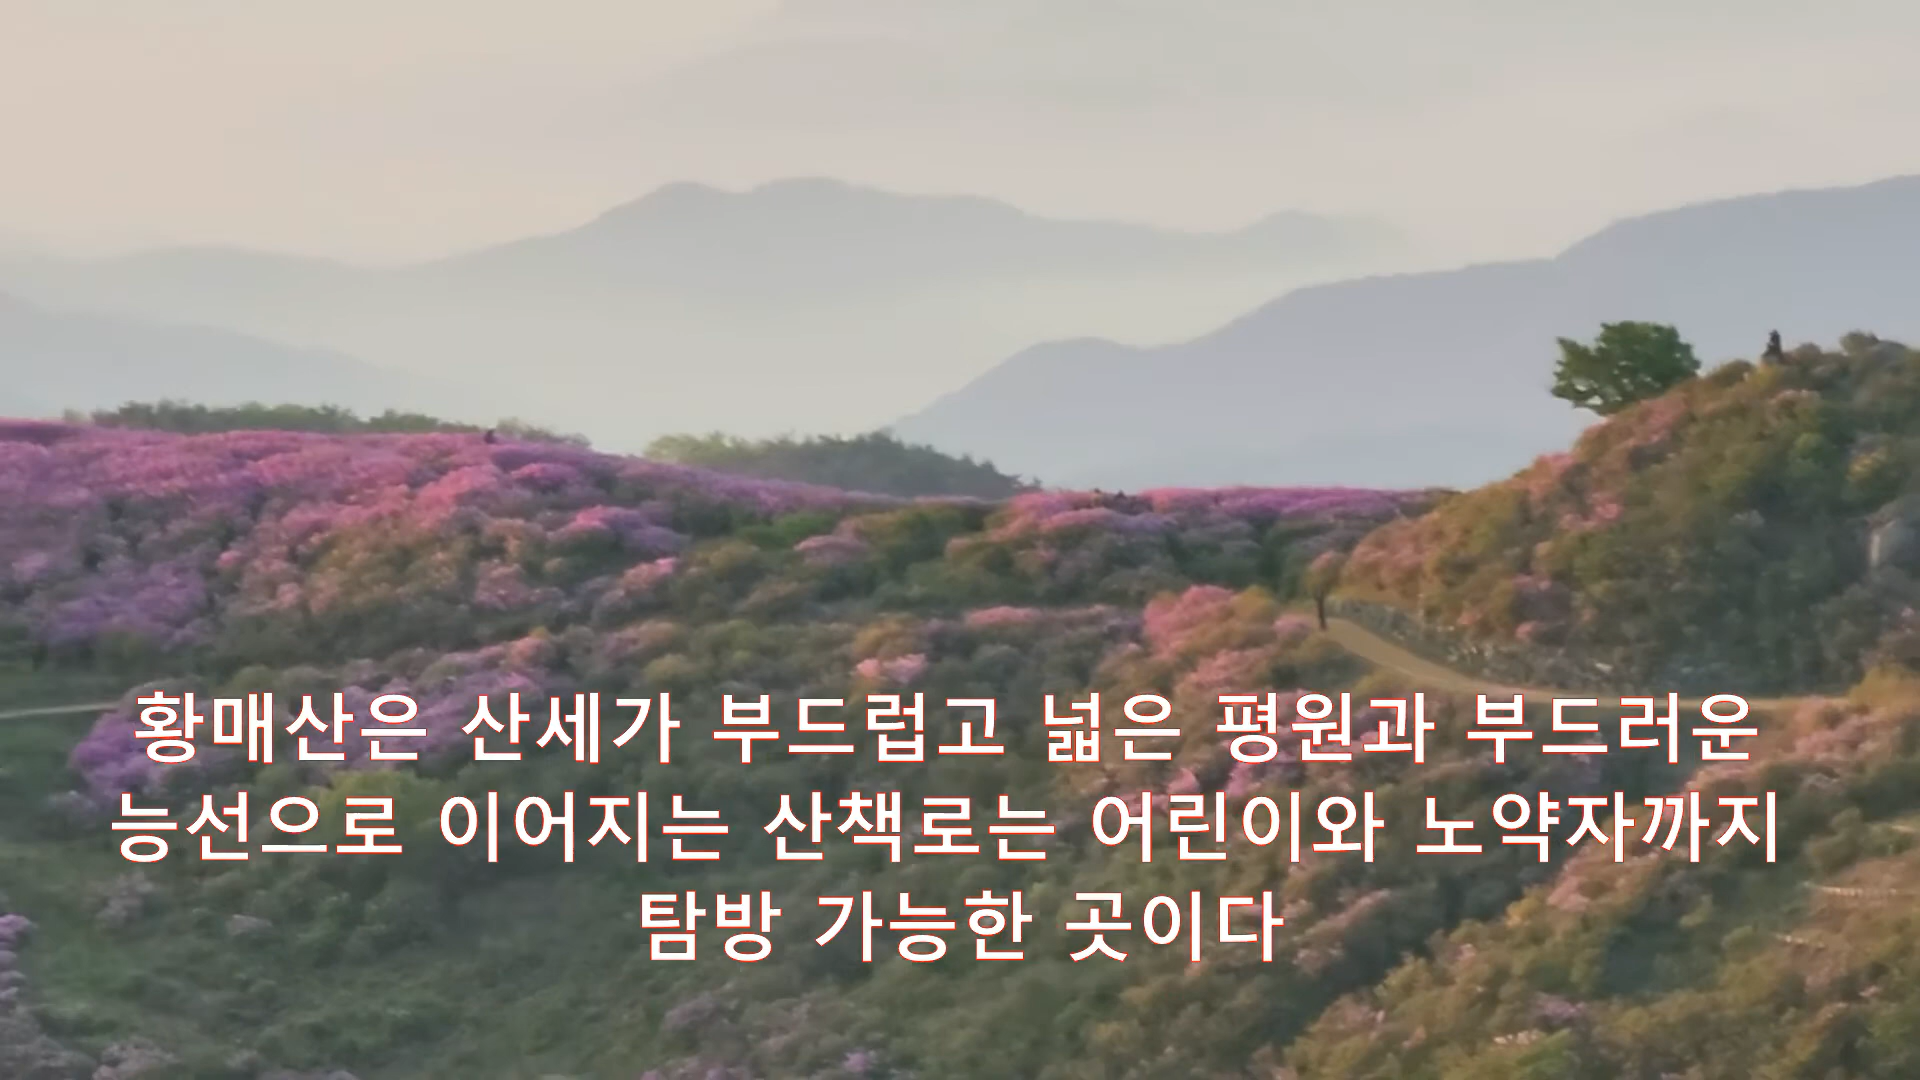 황매산은 산세가 부드럽고 넓은 평원과 부드러운
능선으로 이어지는 산책로는 어린이와 노약자까지
탐방 가능한 곳이다